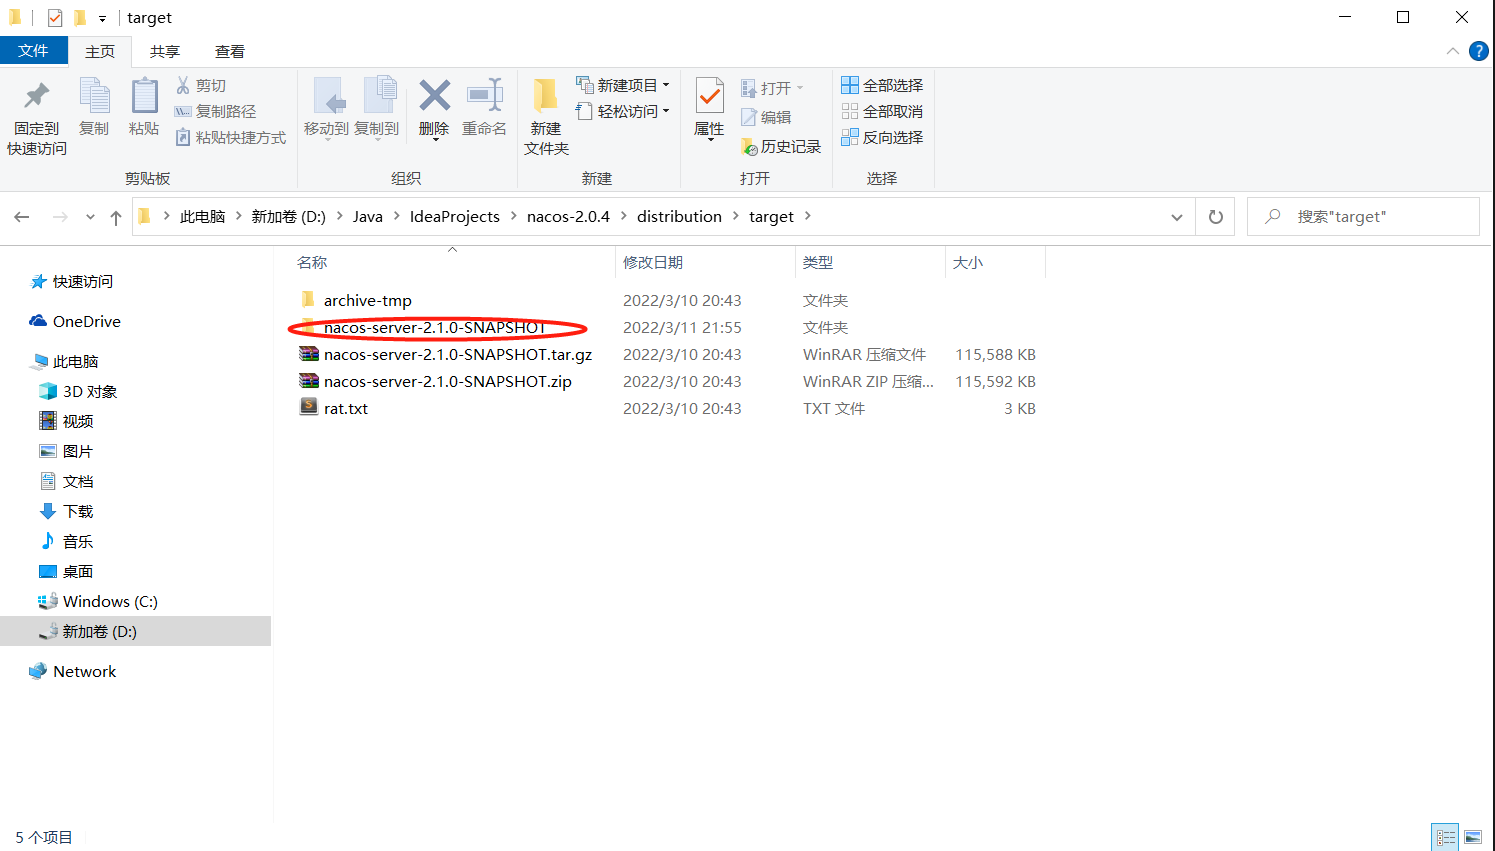 target
文件 主页 共享 查看
固定到
快速访问
复制
粘贴
剪切
复制路径
粘贴快捷方式
剪贴板
移动到
复制到
删除
重命名
组织
新建
文件夹
新建项目
轻松访问
新建
属性
打开
编辑
历史记录
打开
全部选择
全部取消
反向选择
选择
此电脑 新加卷 (D:) Java IdeaProjects nacos-2.0.4 distribution target
搜索"target"
快速访问
OneDrive
此电脑
3D 对象
视频
图片
文档
下载
音乐
桌面
Windows (C:)
新加卷 (D:)
Network
名称 修改日期 类型 大小
archive-tmp 2022/3/10 20:43 文件夹
nacos-server-2.1.0-SNAPSHOT 2022/3/11 21:55 文件夹
nacos-server-2.1.0-SNAPSHOT.tar.gz 2022/3/10 20:43 WinRAR 压缩文件 115,588 KB
nacos-server-2.1.0-SNAPSHOT.zip 2022/3/10 20:43 WinRAR ZIP 压缩... 115,592 KB
rat.txt 2022/3/10 20:43 TXT 文件 3 KB
5 个项目